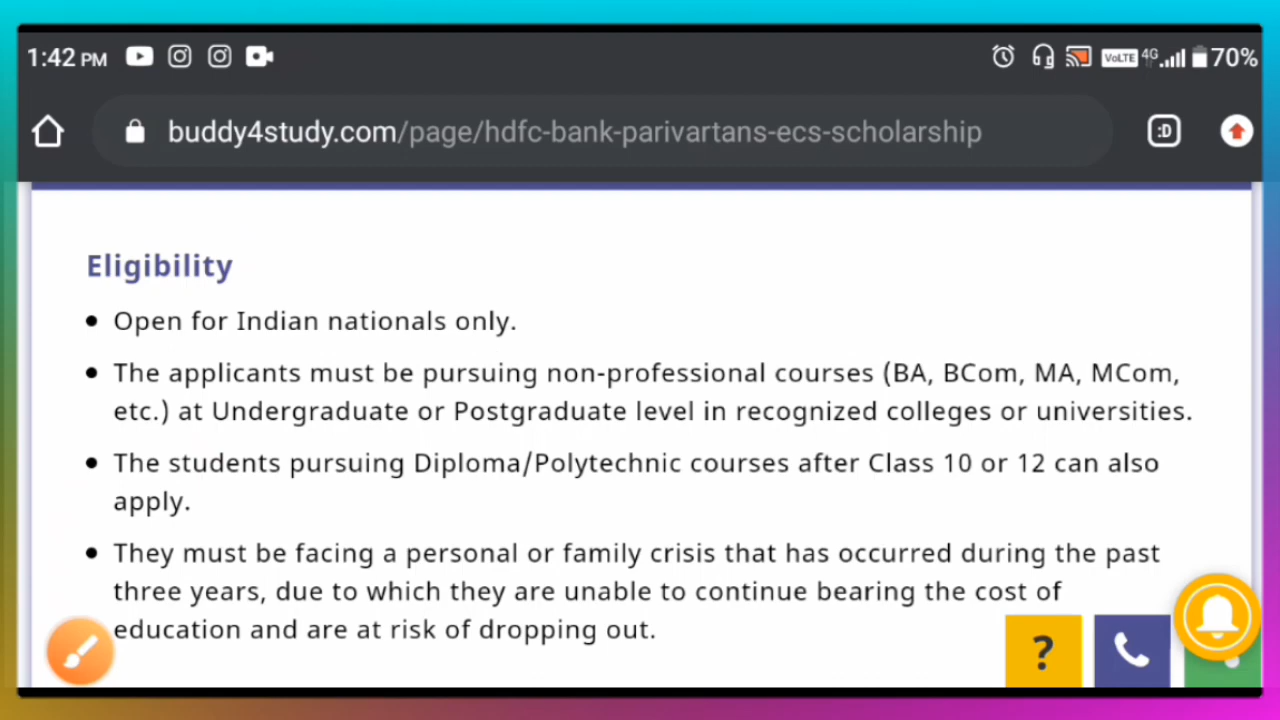 1:42 PM VoLTE 4G 70%
buddy4study.com/page/hdfc-bank-parivartans-ecs-scholarship :D
Eligibility
● Open for Indian nationals only.
● The applicants must be pursuing non-professional courses (BA, BCom, MA, MCom,
etc.) at Undergraduate or Postgraduate level in recognized colleges or universities.
● The students pursuing Diploma/Polytechnic courses after Class 10 or 12 can also
apply.
● They must be facing a personal or family crisis that has occurred during the past
three years, due to which they are unable to continue bearing the cost of
education and are at risk of dropping out.
?